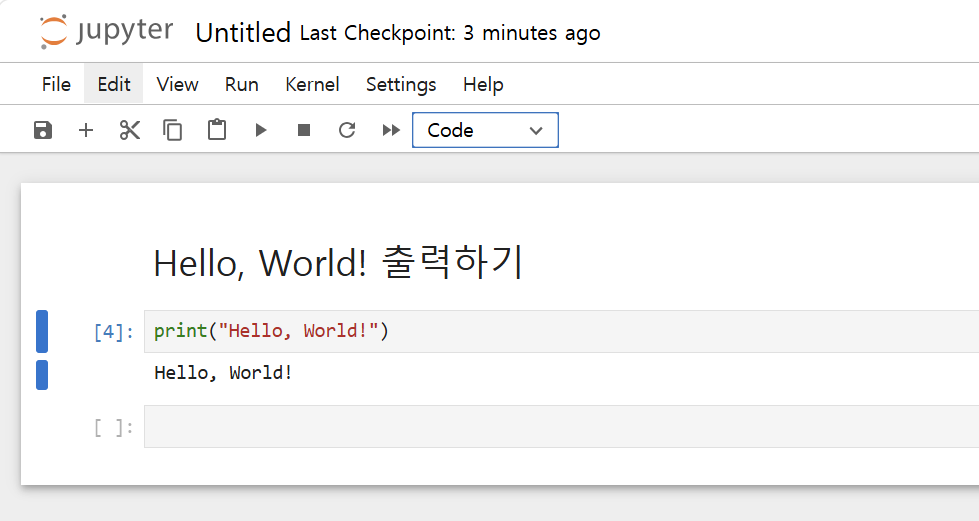 jupyter Untitled Last Checkpoint: 3 minutes ago
File Edit View Run Kernel Settings Help
Code
Hello, World! 출력하기
[4]: print("Hello, World!")
Hello, World!
[ ]: